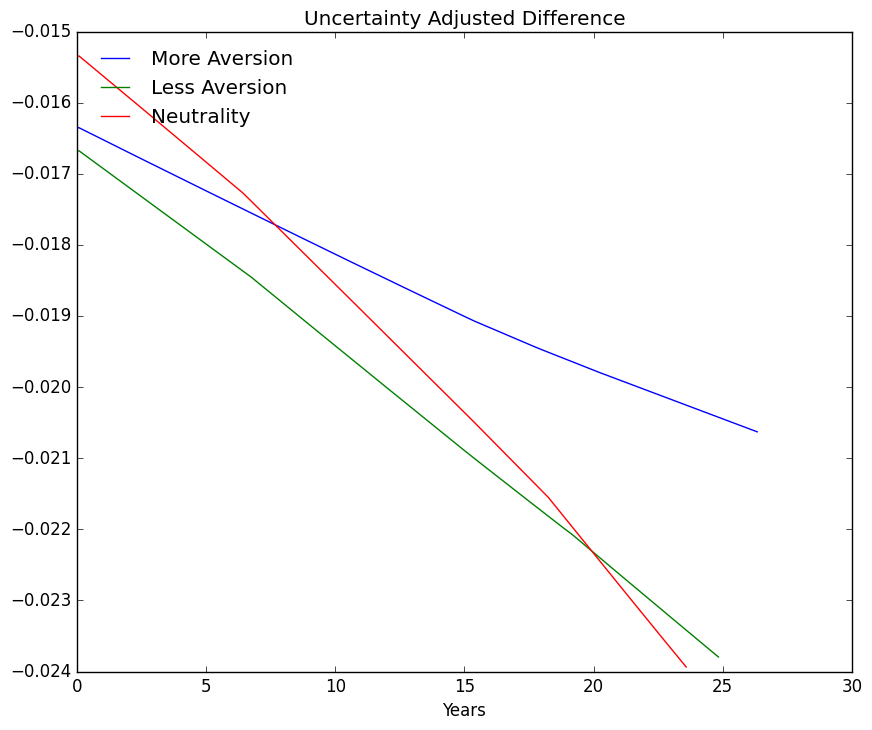 Uncertainty Adjusted Difference
−0.015
−0.016
−0.017
−0.018
−0.019
−0.020
−0.021
−0.022
−0.023
−0.024
More Aversion
Less Aversion
Neutrality
0 5 10 15 20 25 30
Years